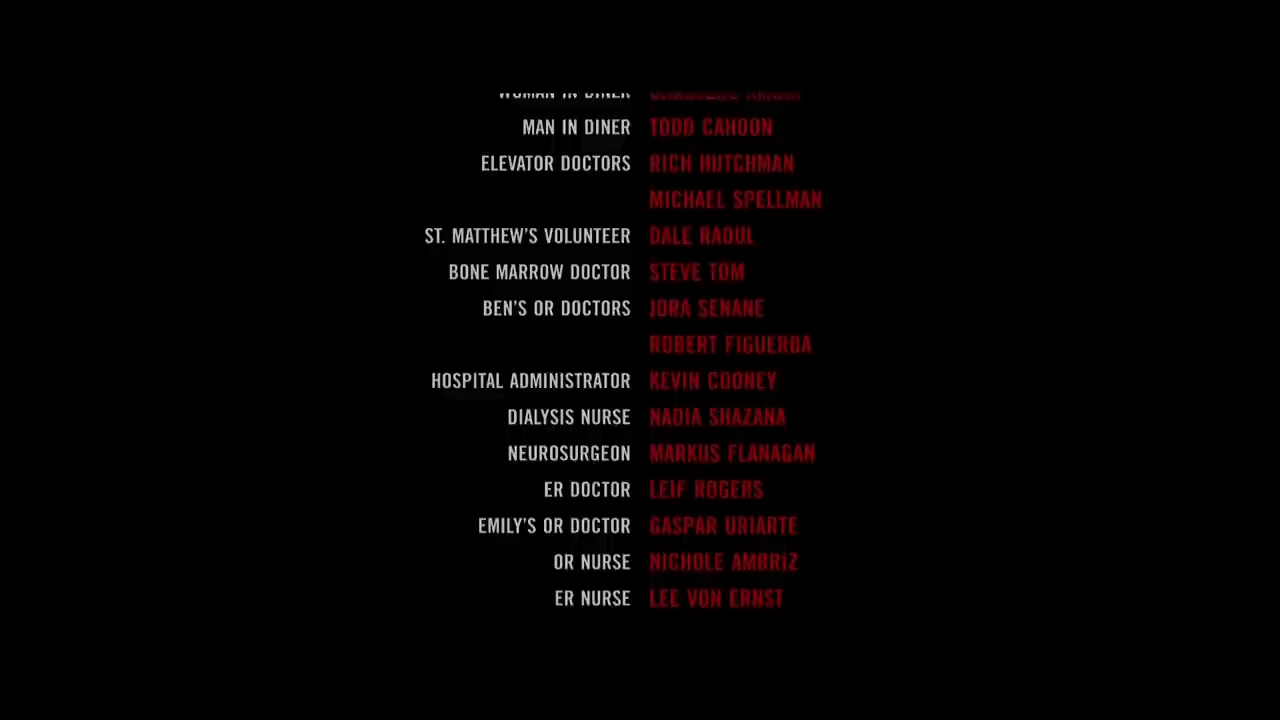 WOMAN IN DINER
MAN IN DINER TODD CAHOON
ELEVATOR DOCTORS RICH HUTCHMAN
MICHAEL SPELLMAN
ST. MATTHEW'S VOLUNTEER DALE RAOUL
BONE MARROW DOCTOR STEVE TOM
BEN'S OR DOCTORS JORA SENANE
ROBERT FIGUEROA
HOSPITAL ADMINISTRATOR KEVIN COONEY
DIALYSIS NURSE NADIA SHAZANA
NEUROSURGEON MARKUS FLANAGAN
ER DOCTOR LEIF ROGERS
EMILY'S OR DOCTOR GASPAR URIARTE
OR NURSE NICHOLE AMBRIZ
ER NURSE LEE VON ERNST